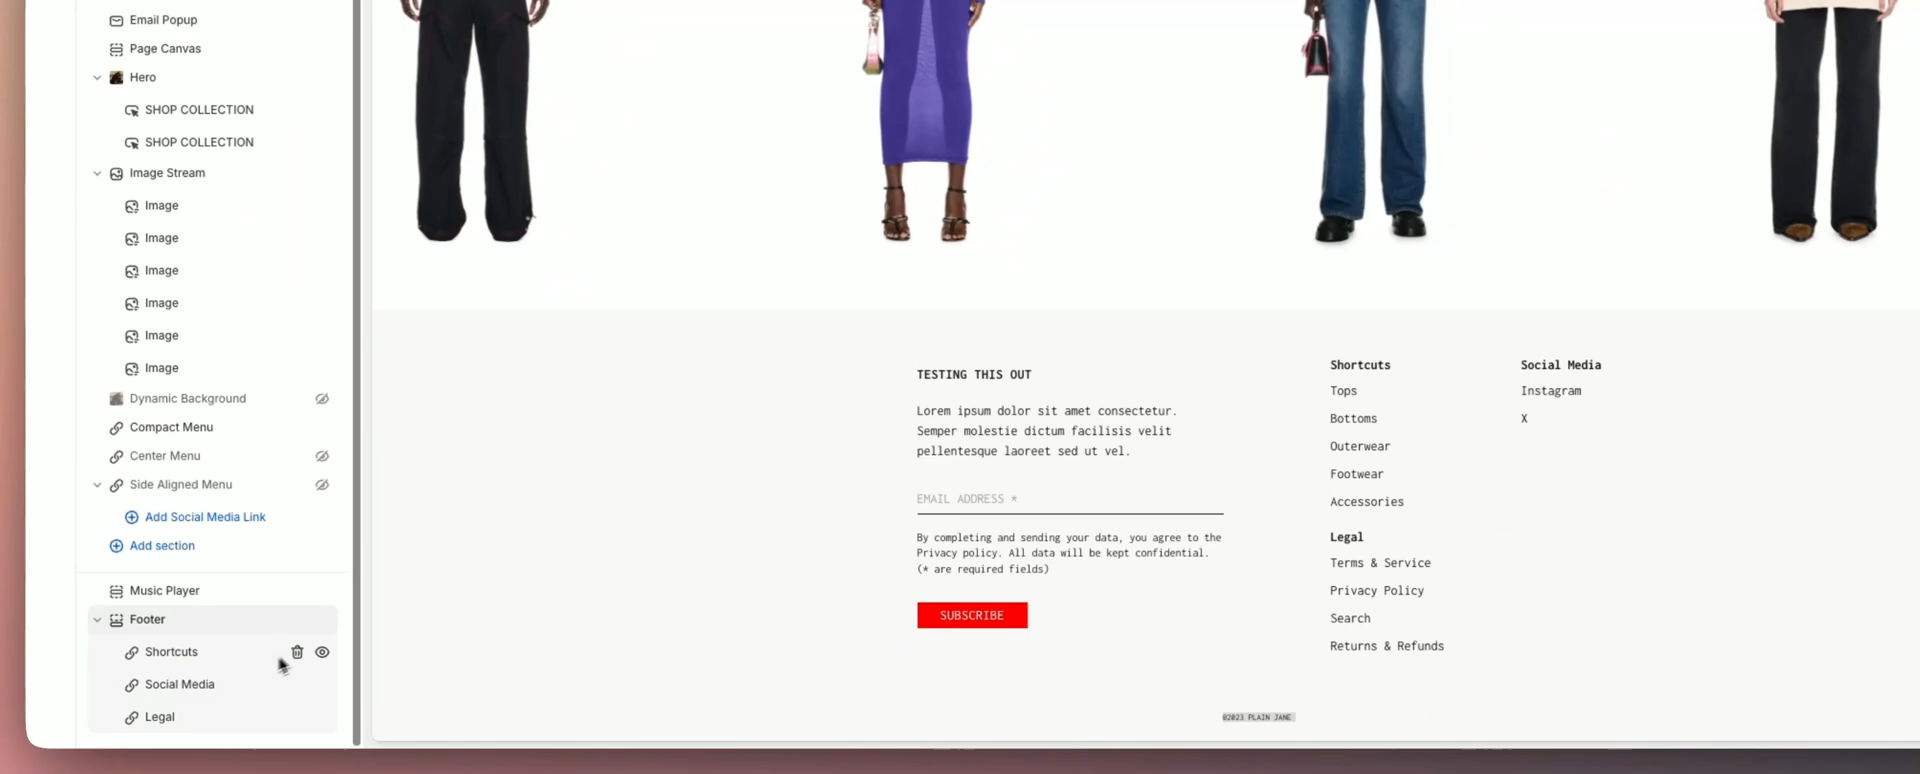 Email Popup
Page Canvas
Hero
SHOP COLLECTION
SHOP COLLECTION
Image Stream
Image
Image
Image
Image
Image
Image
Dynamic Background
Compact Menu
Center Menu
Side Aligned Menu
Add Social Media Link
Add section
Music Player
Footer
Shortcuts
Social Media
Legal
TESTING THIS OUT
Lorem ipsum dolor sit amet consectetur.
Semper molestie dictum facilisis velit
pellentesque laoreet sed ut vel.
EMAIL ADDRESS *
By completing and sending your data, you agree to the
Privacy policy. All data will be kept confidential.
(* are required fields)
SUBSCRIBE
Shortcuts
Tops
Bottoms
Outerwear
Footwear
Accessories
Legal
Terms & Service
Privacy Policy
Search
Returns & Refunds
Social Media
Instagram
X
©2023 PLAIN JANE